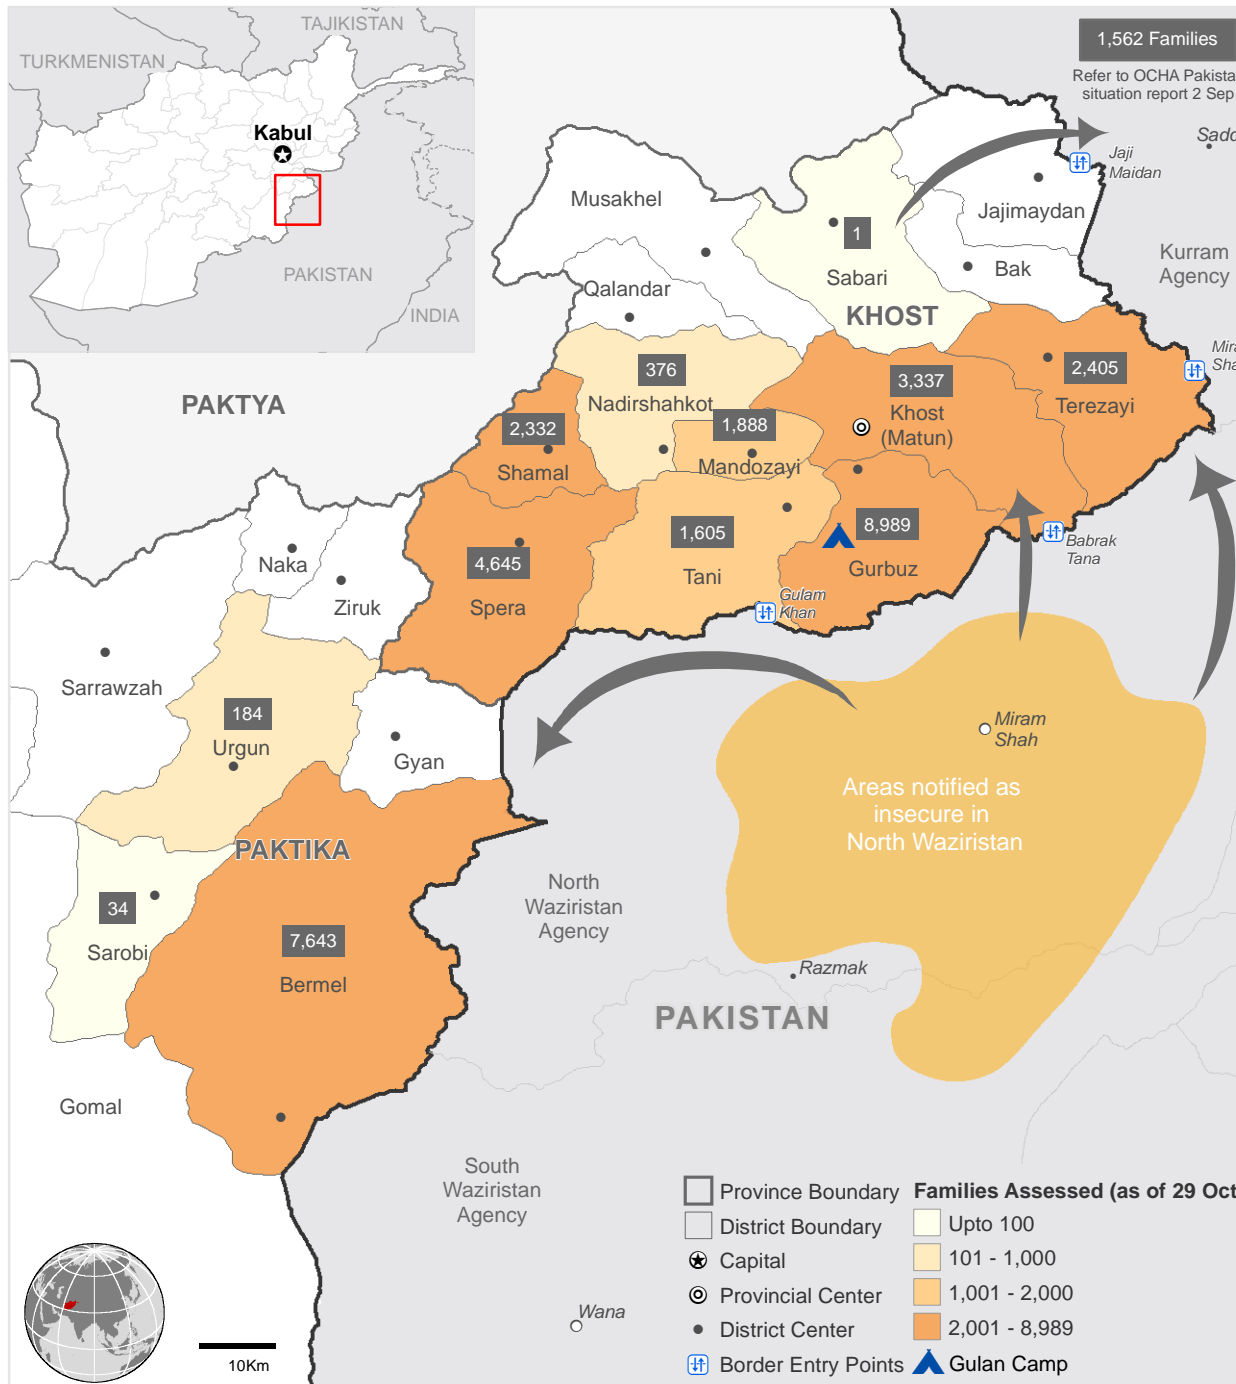 TAJIKISTAN
TURKMENISTAN
Kabul
PAKISTAN
INDIA
1,562 Families
Refer to OCHA Pakista
situation report 2 Sep
Sadd
Jaji
Maidan
Musakhel
Jajimaydan
1
Sabari
Bak
Kurram
Agency
Qalandar
KHOST
Mira
Sha
376
3,337
2,405
Nadirshahkot
Khost
(Matun)
Terezayi
PAKTYA
2,332
1,888
Shamal
Mandozayi
1,605
8,989
Babrak
Tana
Naka
4,645
Tani
Gurbuz
Ziruk
Spera
Gulam
Khan
Sarrawzah
184
Urgun
Gyan
Miram
Shah
Areas notified as
insecure in
North Waziristan
PAKTIKA
34
Sarobi
7,643
Bermel
North
Waziristan
Agency
Razmak
PAKISTAN
Gomal
South
Waziristan
Agency
Wana
10Km
Province Boundary
District Boundary
Capital
Provincial Center
District Center
Border Entry Points
Families Assessed (as of 29 Oct
Upto 100
101 - 1,000
1,001 - 2,000
2,001 - 8,989
Gulan Camp